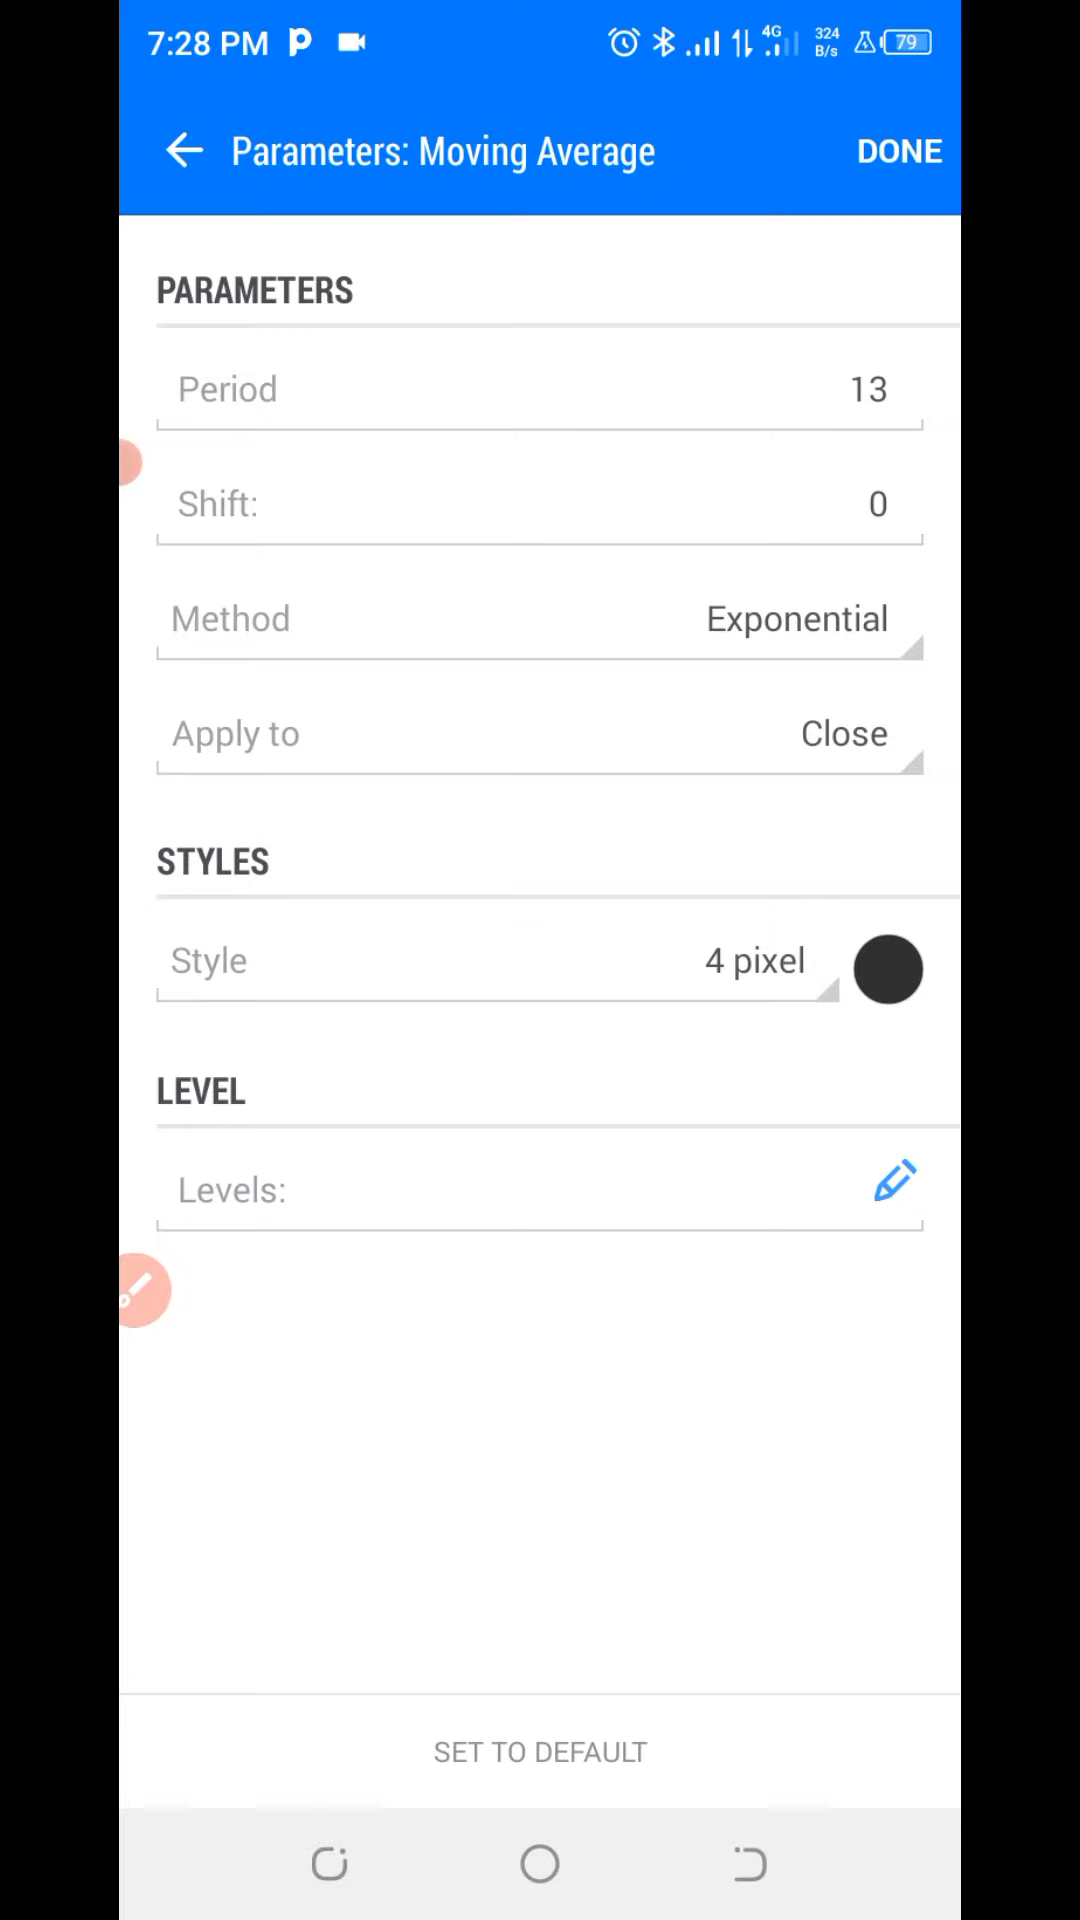 7:28 PM 4G 324 B/s 79
Parameters: Moving Average DONE
PARAMETERS
Period 13
Shift: 0
Method Exponential
Apply to Close
STYLES
Style 4 pixel
LEVEL
Levels:
SET TO DEFAULT